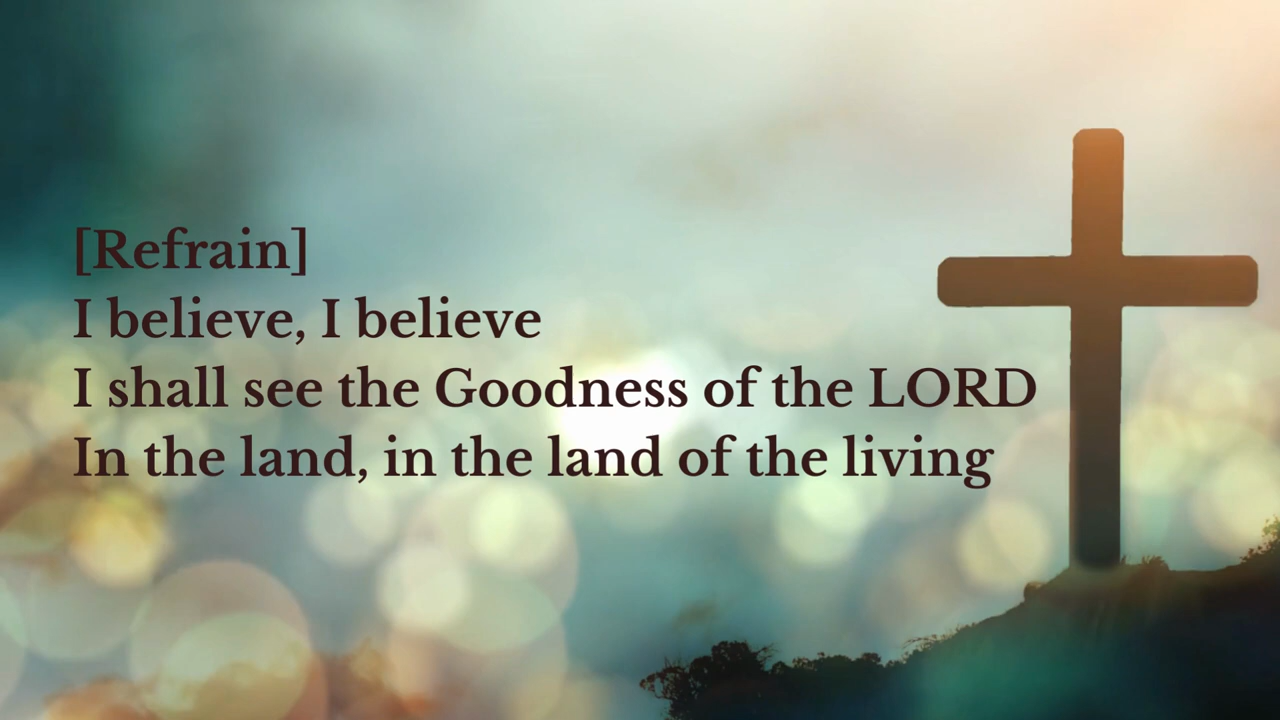 [Refrain]
I believe, I believe
I shall see the Goodness of the LORD
In the land, in the land of the living